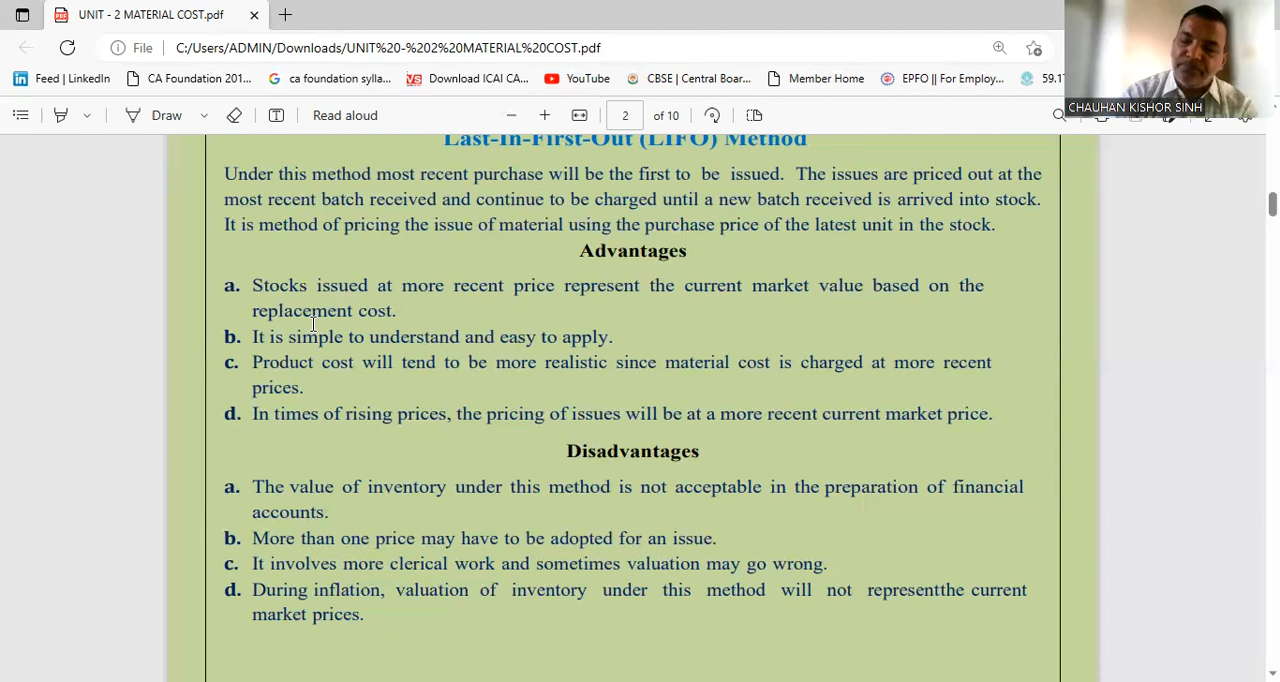 UNIT - 2 MATERIAL COST.pdf
File C:/Users/ADMIN/Downloads/UNIT%20-%202%20MATERIAL%20COST.pdf
Feed | LinkedIn CA Foundation 201... ca foundation sylla... Download ICAI CA... YouTube CBSE | Central Boar... Member Home EPFO || For Employ... 59.1
CHAUHAN KISHOR SINH
Draw Read aloud 2 of 10
Last-In-First-Out (LIFO) Method
Under this method most recent purchase will be the first to be issued. The issues are priced out at the
most recent batch received and continue to be charged until a new batch received is arrived into stock.
It is method of pricing the issue of material using the purchase price of the latest unit in the stock.
Advantages
a. Stocks issued at more recent price represent the current market value based on the
replacement cost.
b. It is simple to understand and easy to apply.
c. Product cost will tend to be more realistic since material cost is charged at more recent
prices.
d. In times of rising prices, the pricing of issues will be at a more recent current market price.
Disadvantages
a. The value of inventory under this method is not acceptable in the preparation of financial
accounts.
b. More than one price may have to be adopted for an issue.
c. It involves more clerical work and sometimes valuation may go wrong.
d. During inflation, valuation of inventory under this method will not representthe current
market prices.